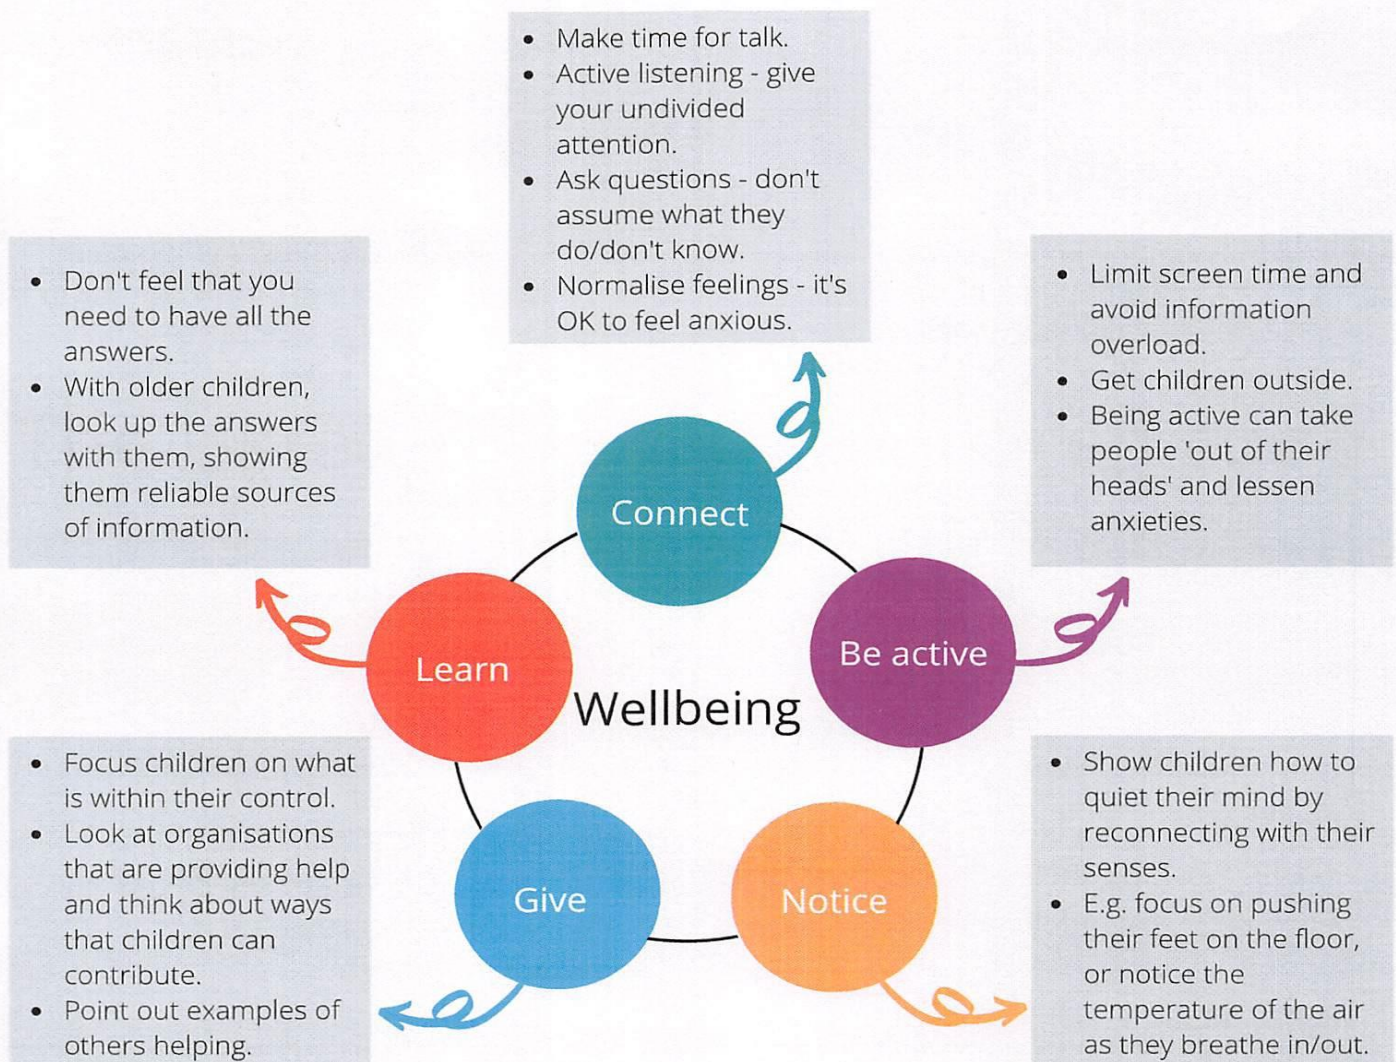 • Make time for talk.
• Active listening - give
your undivided
attention.
• Ask questions - don't
assume what they
do/don't know.
• Normalise feelings - it's
OK to feel anxious.
• Don't feel that you
need to have all the
answers.
• With older children,
look up the answers
with them, showing
them reliable sources
of information.
• Limit screen time and
avoid information
overload.
• Get children outside.
• Being active can take
people 'out of their
heads' and lessen
anxieties.
Connect
Be active
Learn
Wellbeing
Give
Notice
• Focus children on what
is within their control.
• Look at organisations
that are providing help
and think about ways
that children can
contribute.
• Point out examples of
others helping.
• Show children how to
quiet their mind by
reconnecting with their
senses.
• E.g. focus on pushing
their feet on the floor,
or notice the
temperature of the air
as they breathe in/out.